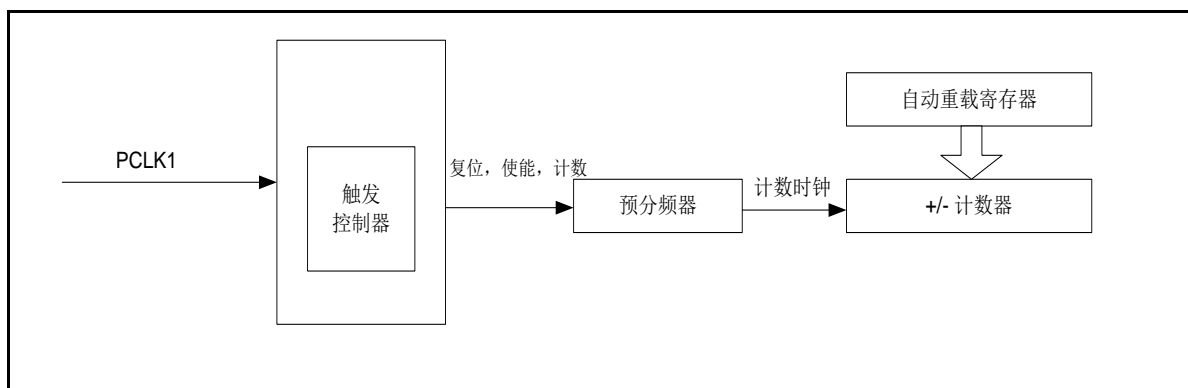 PCLK1
触发
控制器
复位，使能，计数
预分频器
计数时钟
自动重载寄存器
+/- 计数器